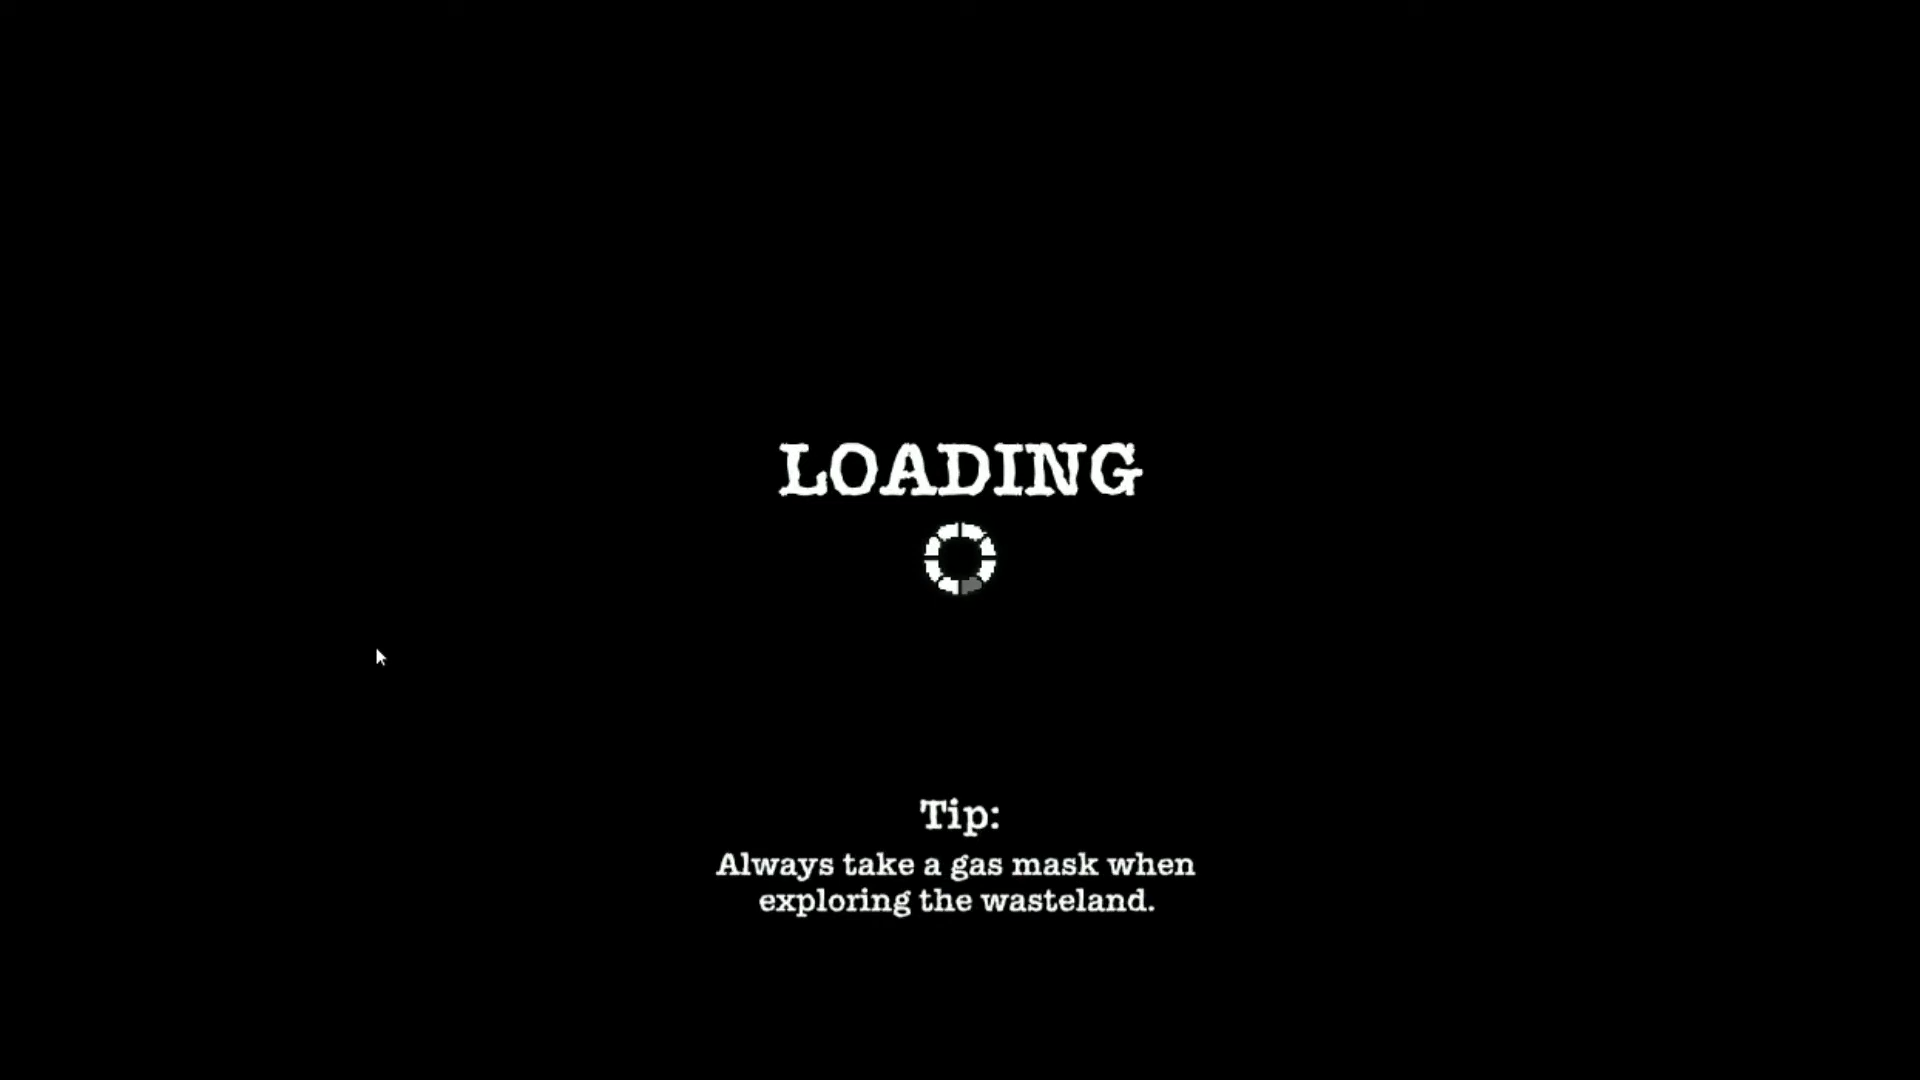 LOADING
Tip:
Always take a gas mask when
exploring the wasteland.